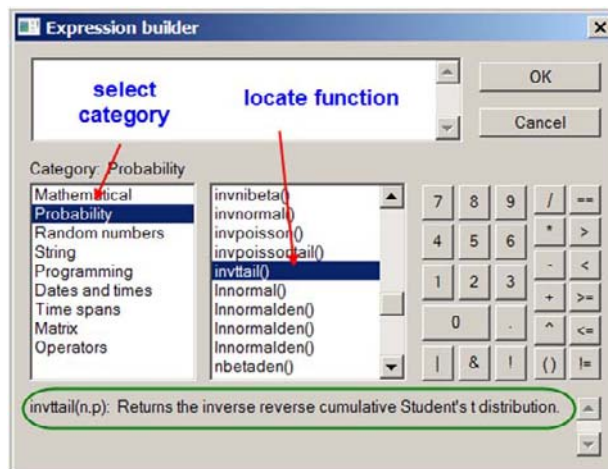 Expression builder
select category
locate function
OK
Cancel
Category: Probability
Mathematical
Probability
Random numbers
String
Programming
Dates and times
Time spans
Matrix
Operators
invnibeta()
invnormal()
invpoisson()
invpoissontail()
invttail()
lnnormal()
lnnormalden()
lnnormalden()
lnnormalden()
nbetaden()
7 8 9 / ==
4 5 6 * >
1 2 3 - <
0 . + >=
^ <=
| & ! () !=
invttail(n,p): Returns the inverse reverse cumulative Student's t distribution.